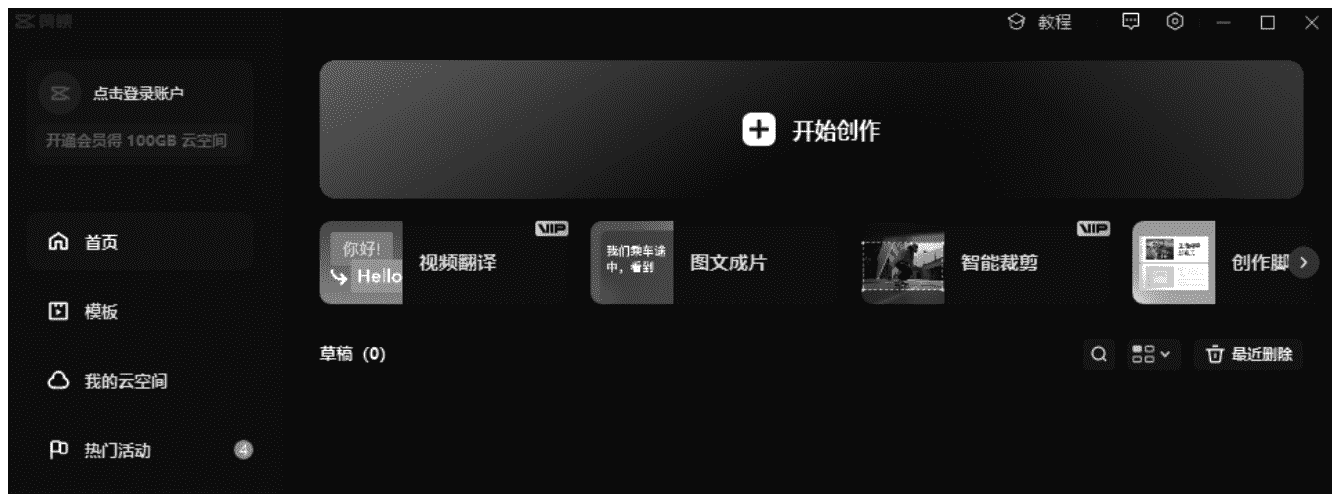 剪映
教程
点击登录账户
开通会员得 100GB 云空间
开始创作
首页
模板
我的云空间
热门活动
4
你好!
Hello
视频翻译
VIP
我们乘车途
中，看到
图文成片
智能裁剪
VIP
创作脚
草稿 (0)
最近删除